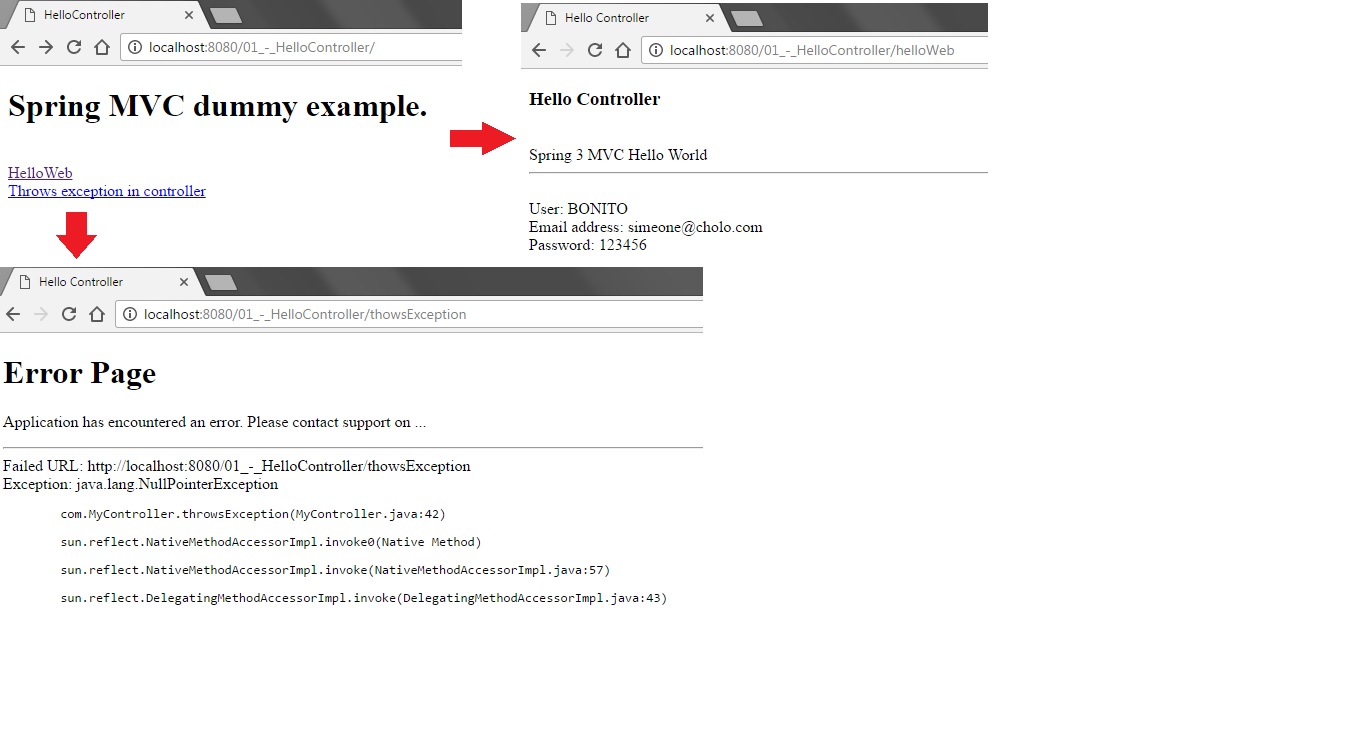 HelloController
localhost:8080/01_-_HelloController/
Spring MVC dummy example.
HelloWeb
Throws exception in controller
Hello Controller
localhost:8080/01_-_HelloController/helloWeb
Hello Controller
Spring 3 MVC Hello World
User: BONITO
Email address: simeone@cholo.com
Password: 123456
Hello Controller
localhost:8080/01_-_HelloController/thowsException
Error Page
Application has encountered an error. Please contact support on ...
Failed URL: http://localhost:8080/01_-_HelloController/thowsException
Exception: java.lang.NullPointerException
com.MyController.throwsException(MyController.java:42)
sun.reflect.NativeMethodAccessorImpl.invoke0(Native Method)
sun.reflect.NativeMethodAccessorImpl.invoke(NativeMethodAccessorImpl.java:57)
sun.reflect.DelegatingMethodAccessorImpl.invoke(DelegatingMethodAccessorImpl.java:43)